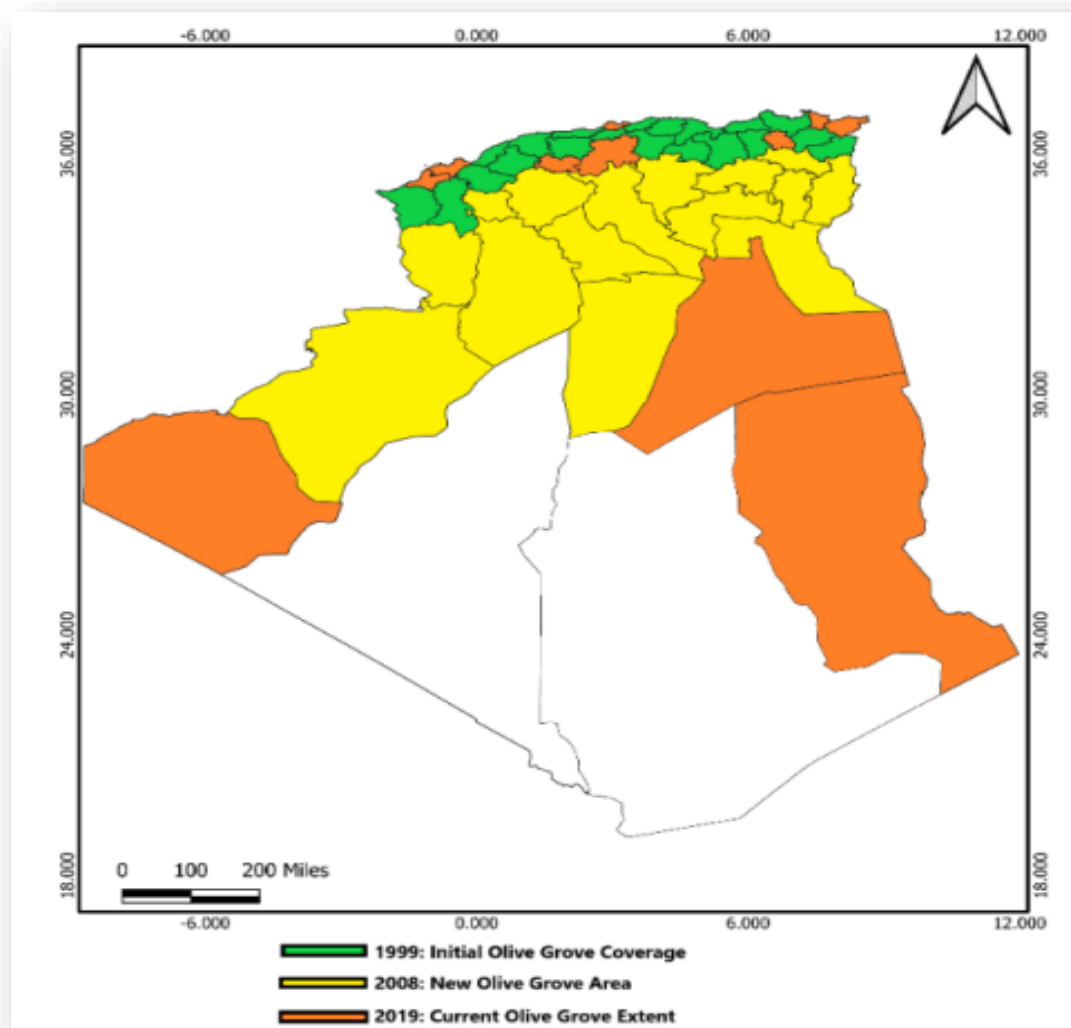 -6.000 0.000 6.000 12.000
36.000 36.000
30.000 30.000
24.000 24.000
18.000 18.000
0 100 200 Miles
-6.000 0.000 6.000 12.000
1999: Initial Olive Grove Coverage
2008: New Olive Grove Area
2019: Current Olive Grove Extent